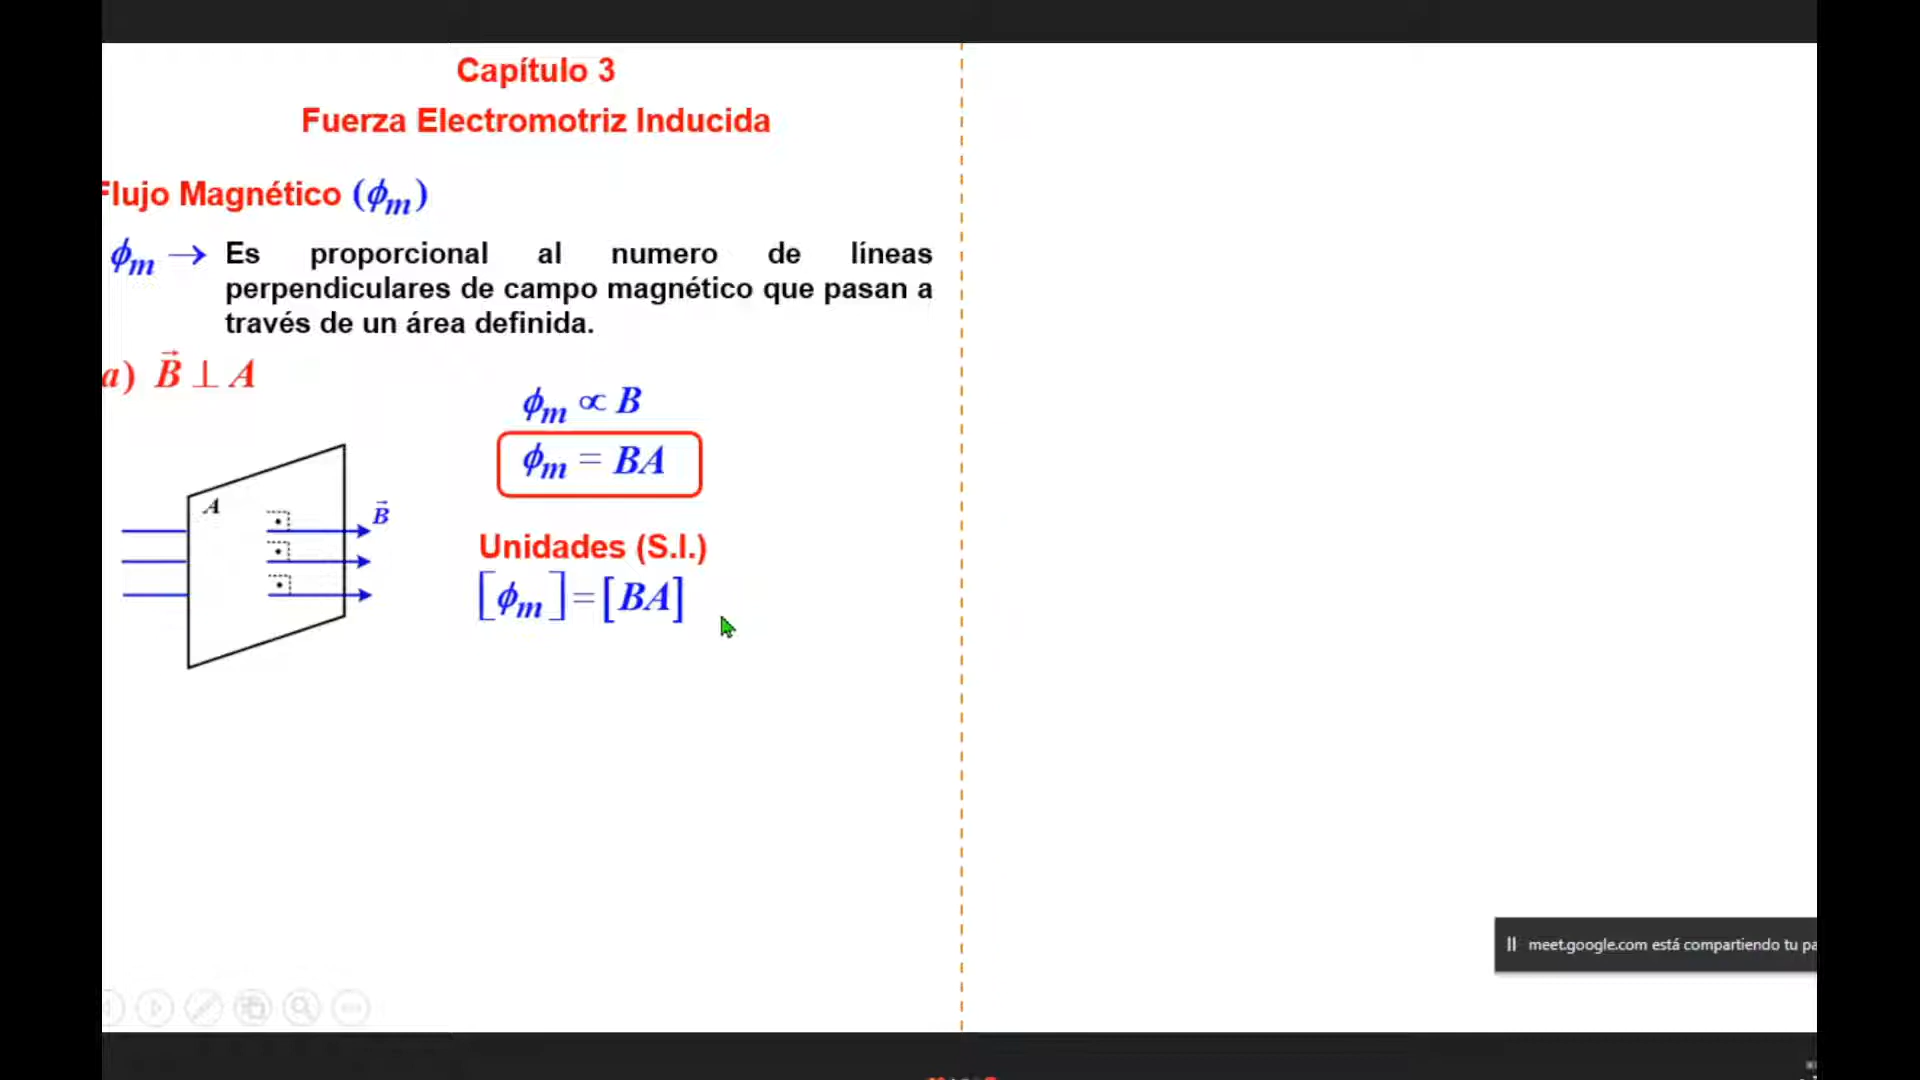 Capítulo 3
Fuerza Electromotriz Inducida
Flujo Magnético (ϕm)
ϕm → Es proporcional al numero de líneas
perpendiculares de campo magnético que pasan a
través de un área definida.
a) B⃗ ⊥ A
ϕm ∝ B
ϕm = BA
A
B⃗
Unidades (S.I.)
[ϕm] = [BA]
meet.google.com está compartiendo tu pa